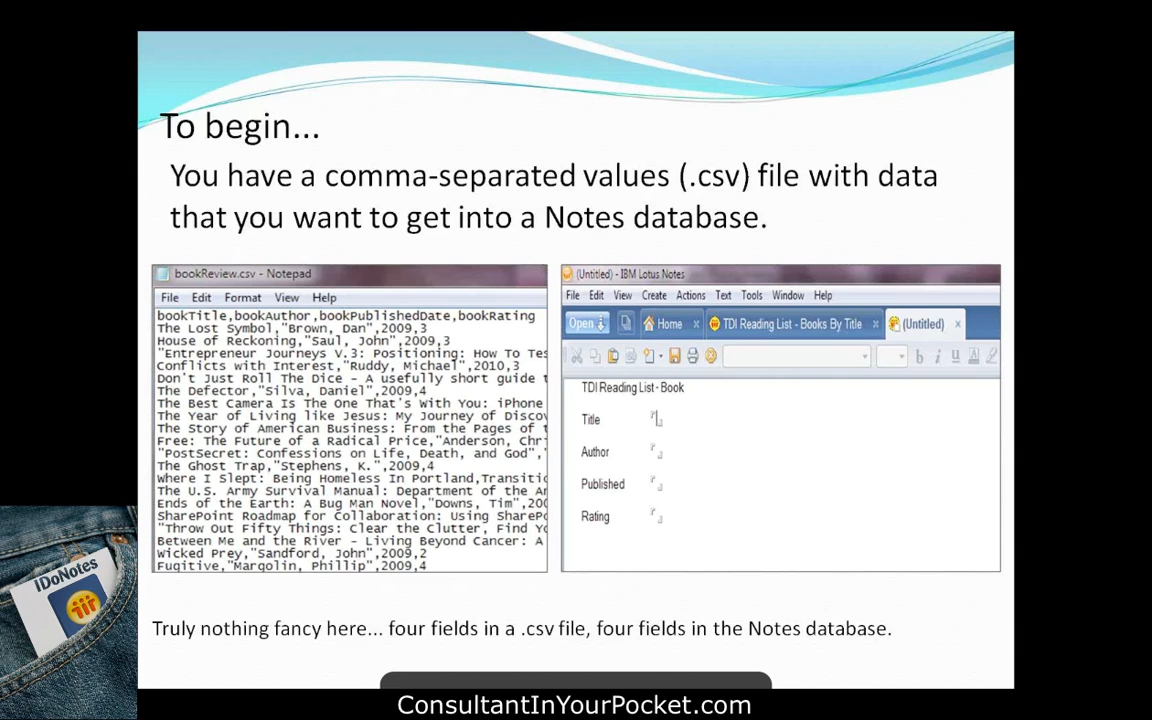 To begin...
You have a comma-separated values (.csv) file with data
that you want to get into a Notes database.
bookReview.csv - Notepad
File Edit Format View Help
bookTitle,bookAuthor,bookPublishedDate,bookRating
The Lost Symbol,"Brown, Dan",2009,3
House of Reckoning,"Saul, John",2009,3
"Entrepreneur Journeys V.3: Positioning: How To Tes
Conflicts with Interest,"Ruddy, Michael",2010,3
Don't Just Roll The Dice - A usefully short guide t
The Defector,"Silva, Daniel",2009,4
The Best Camera Is The One That's With You: iPhone
The Year of Living like Jesus: My Journey of Discov
The Story of American Business: From the Pages of t
Free: The Future of a Radical Price,"Anderson, Chri
"PostSecret: Confessions on Life, Death, and God","
The Ghost Trap,"Stephens, K.",2009,4
Where I Slept: Being Homeless In Portland,Transitio
The U.S. Army Survival Manual: Department of the Ar
Ends of the Earth: A Bug Man Novel,"Downs, Tim",200
SharePoint Roadmap for Collaboration: Using SharePo
"Throw Out Fifty Things: Clear the Clutter, Find Yo
Between Me and the River - Living Beyond Cancer: A
Wicked Prey,"Sandford, John",2009,2
Fugitive,"Margolin, Phillip",2009,4
(Untitled) - IBM Lotus Notes
File Edit View Create Actions Text Tools Window Help
Open Home TDI Reading List - Books By Title (Untitled)
b i u A
TDI Reading List - Book
Title
Author
Published
Rating
Truly nothing fancy here... four fields in a .csv file, four fields in the Notes database.
IDoNotes
ConsultantInYourPocket.com